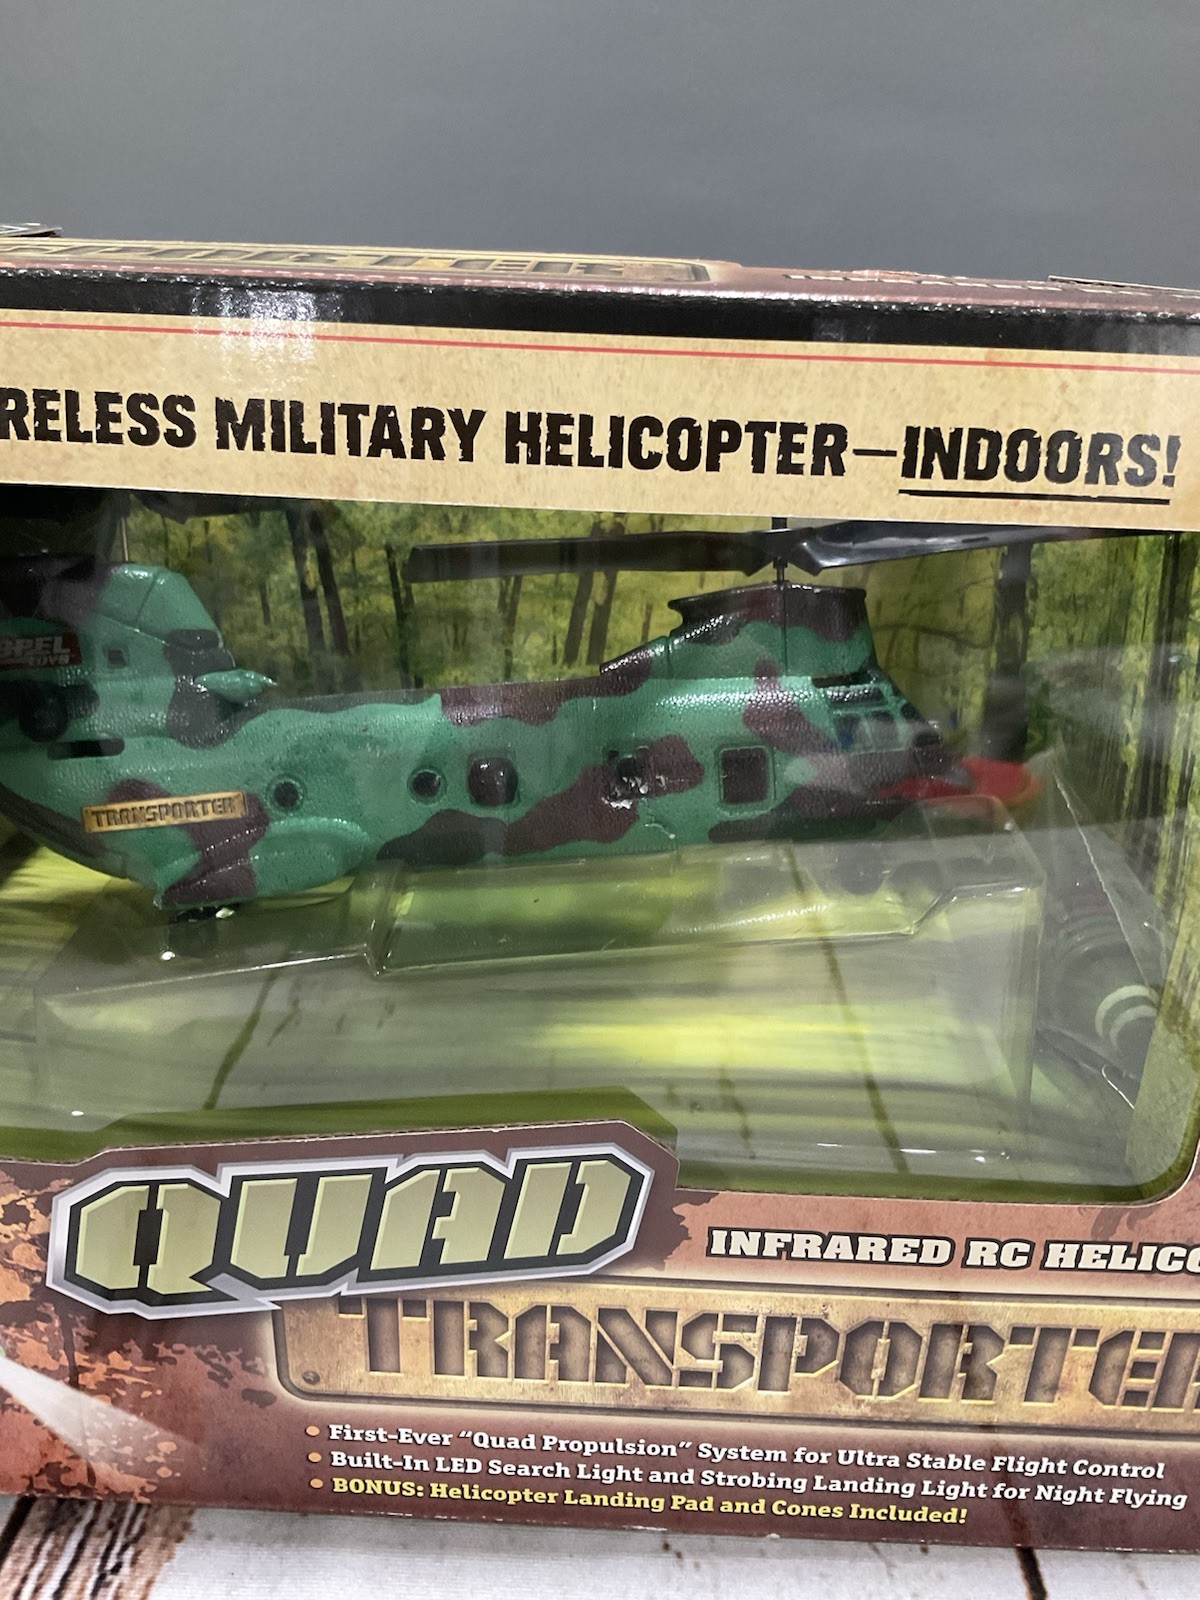 RELESS MILITARY HELICOPTER—INDOORS!
TOYS
TRANSPORTER
QUAD
INFRARED RC HELICO
TRANSPORTER
• First-Ever “Quad Propulsion” System for Ultra Stable Flight Control
• Built-In LED Search Light and Strobing Landing Light for Night Flying
• BONUS: Helicopter Landing Pad and Cones Included!